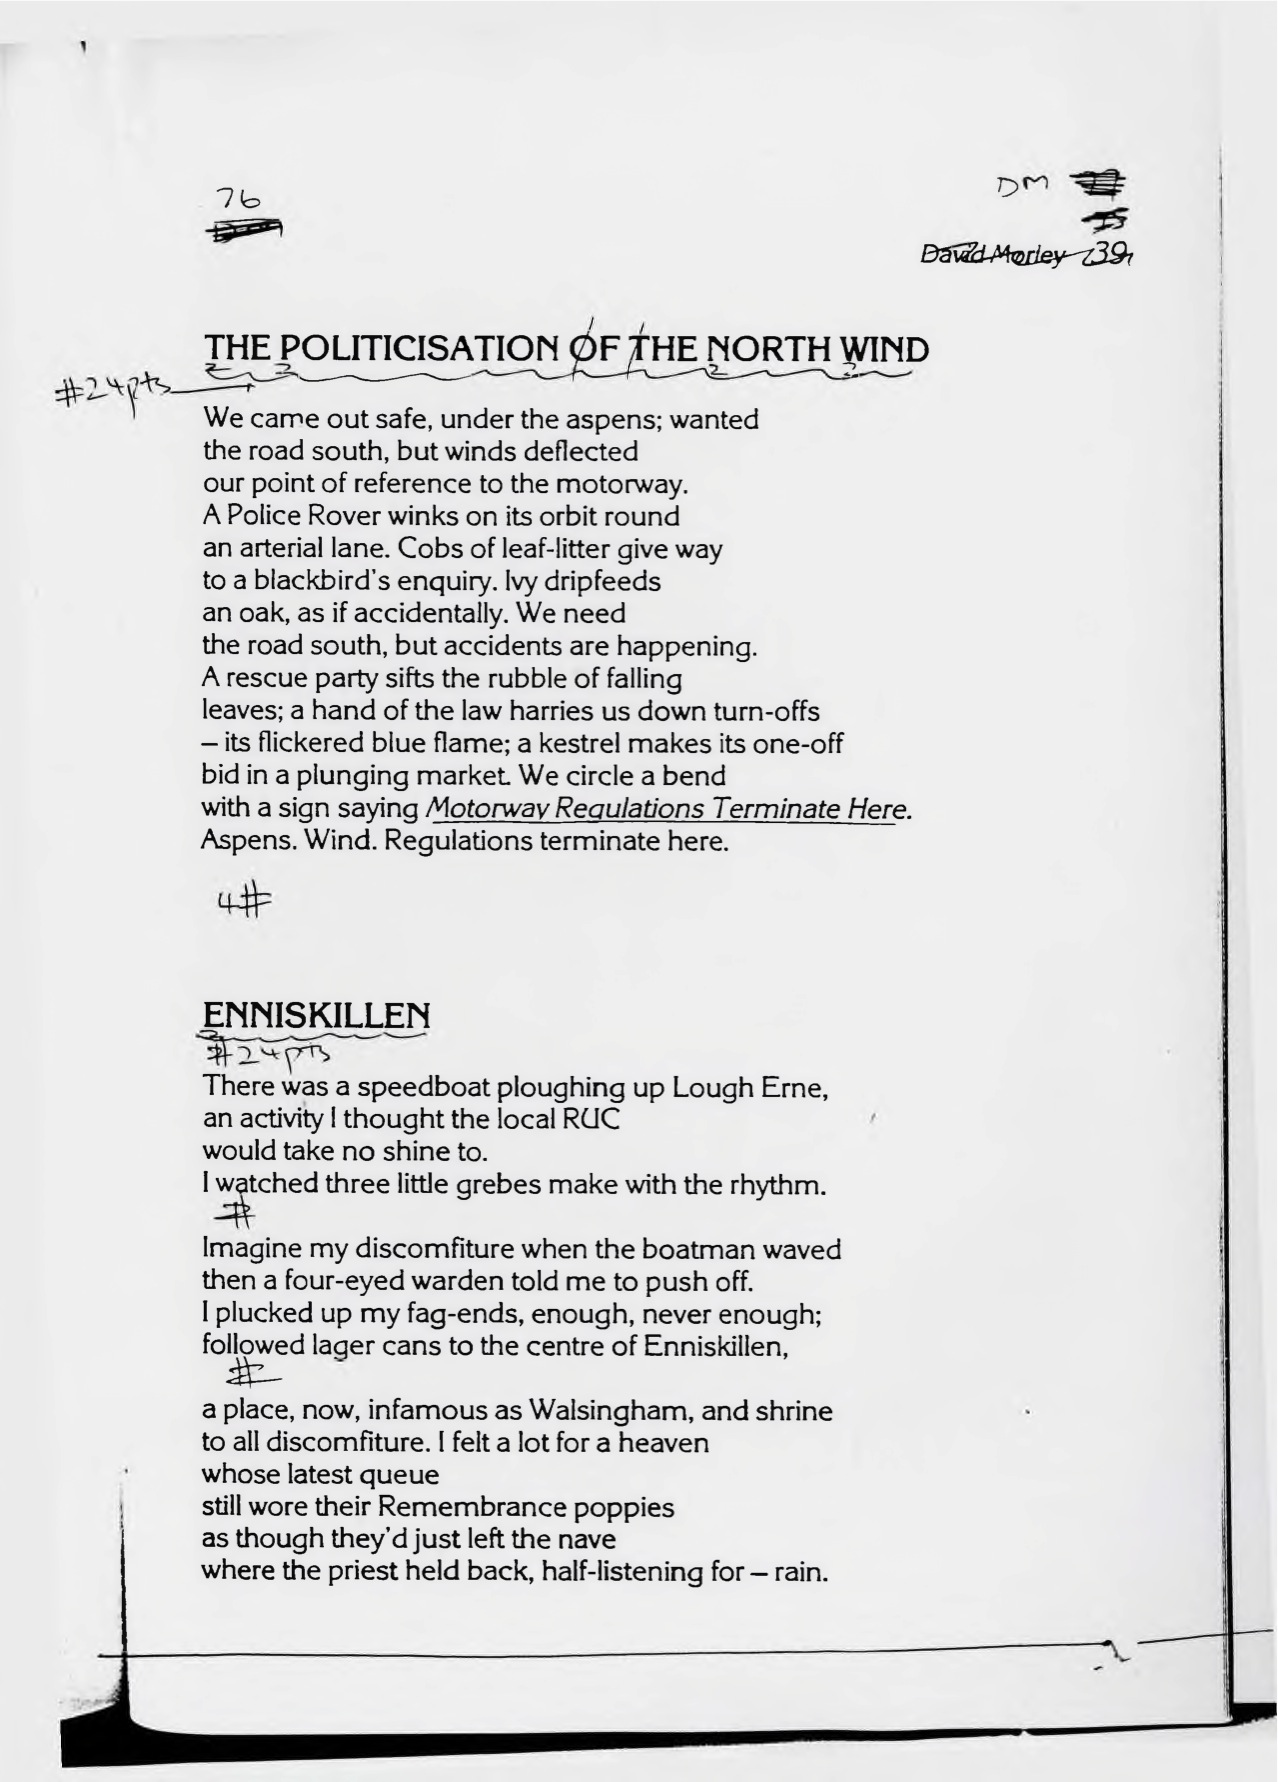 76
DM
David Morley 39
THE POLITICISATION OF THE NORTH WIND
#24pts
We came out safe, under the aspens; wanted
the road south, but winds deflected
our point of reference to the motorway.
A Police Rover winks on its orbit round
an arterial lane. Cobs of leaf-litter give way
to a blackbird's enquiry. Ivy dripfeeds
an oak, as if accidentally. We need
the road south, but accidents are happening.
A rescue party sifts the rubble of falling
leaves; a hand of the law harries us down turn-offs
– its flickered blue flame; a kestrel makes its one-off
bid in a plunging market. We circle a bend
with a sign saying Motorway Regulations Terminate Here.
Aspens. Wind. Regulations terminate here.
4#
ENNISKILLEN
#24pts
There was a speedboat ploughing up Lough Erne,
an activity I thought the local RUC
would take no shine to.
I watched three little grebes make with the rhythm.
#
Imagine my discomfiture when the boatman waved
then a four-eyed warden told me to push off.
I plucked up my fag-ends, enough, never enough;
followed lager cans to the centre of Enniskillen,
#
a place, now, infamous as Walsingham, and shrine
to all discomfiture. I felt a lot for a heaven
whose latest queue
still wore their Remembrance poppies
as though they'd just left the nave
where the priest held back, half-listening for – rain.